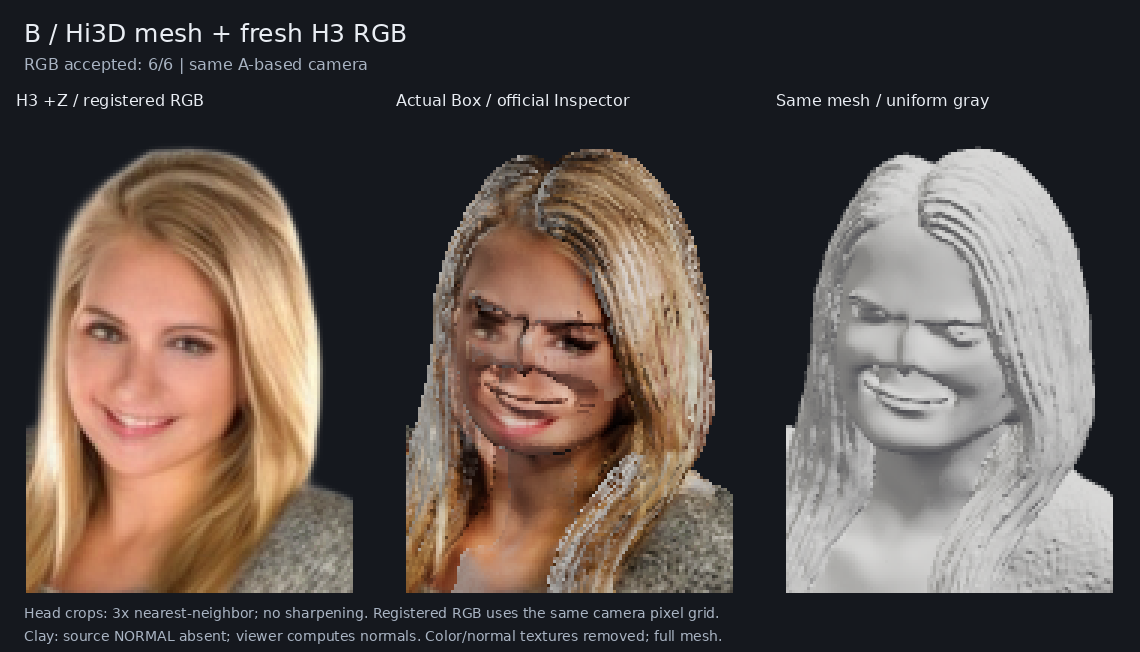 B / Hi3D mesh + fresh H3 RGB
RGB accepted: 6/6 | same A-based camera
H3 +Z / registered RGB
Actual Box / official Inspector
Same mesh / uniform gray
Head crops: 3x nearest-neighbor; no sharpening. Registered RGB uses the same camera pixel grid.
Clay: source NORMAL absent; viewer computes normals. Color/normal textures removed; full mesh.